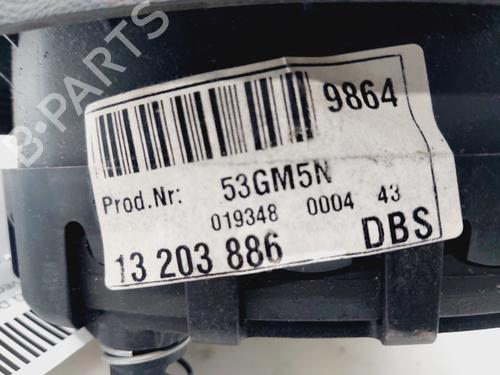 B-PARTS
9864
Prod.Nr: 53GM5N
019348 0004 43
13 203 886 DBS